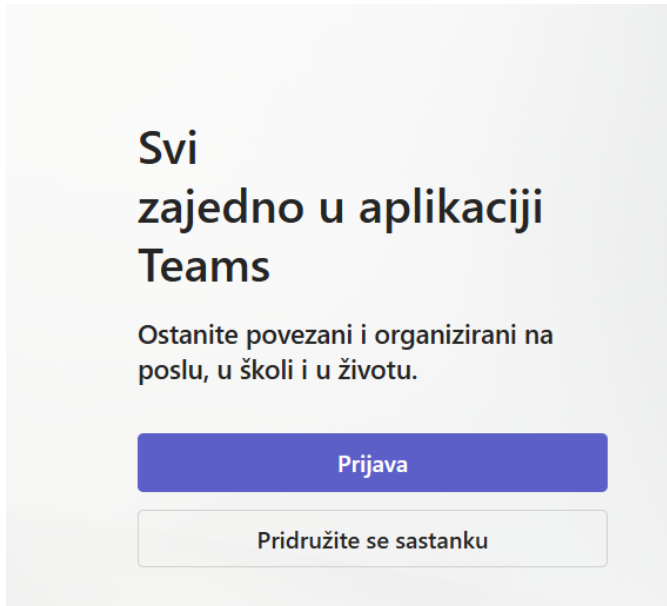 Svi
zajedno u aplikaciji
Teams
Ostanite povezani i organizirani na
poslu, u školi i u životu.
Prijava
Pridružite se sastanku